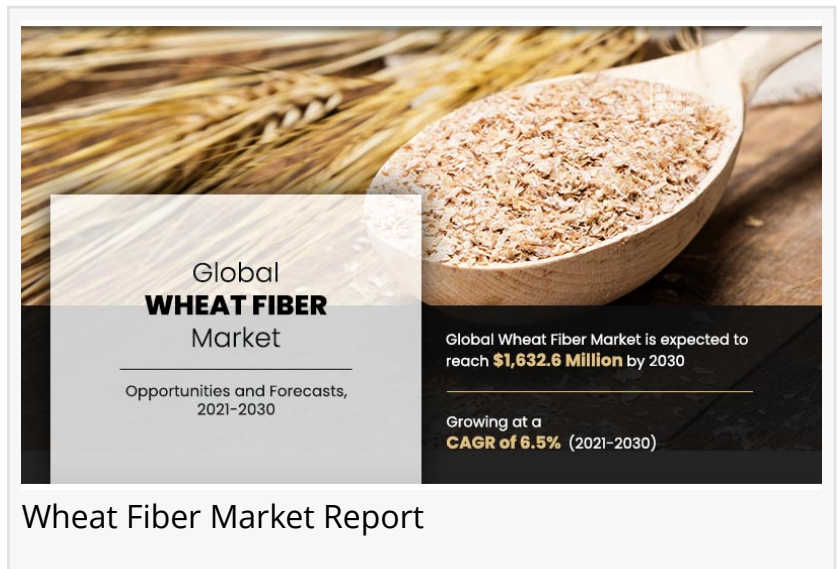 Global
WHEAT FIBER
Market
Opportunities and Forecasts,
2021-2030
Global Wheat Fiber Market is expected to
reach $1,632.6 Million by 2030
Growing at a
CAGR of 6.5% (2021-2030)
Wheat Fiber Market Report